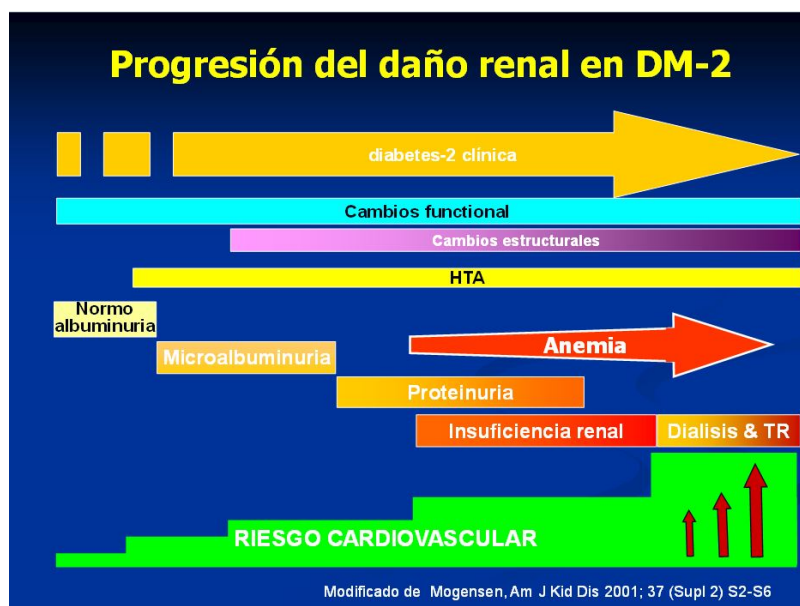 Progresión del daño renal en DM-2
diabetes-2 clínica
Cambios functional
Cambios estructurales
HTA
Normo
albuminuria
Microalbuminuria
Anemia
Proteinuria
Insuficiencia renal
Dialisis & TR
RIESGO CARDIOVASCULAR
Modificado de Mogensen, Am J Kid Dis 2001; 37 (Supl 2) S2-S6